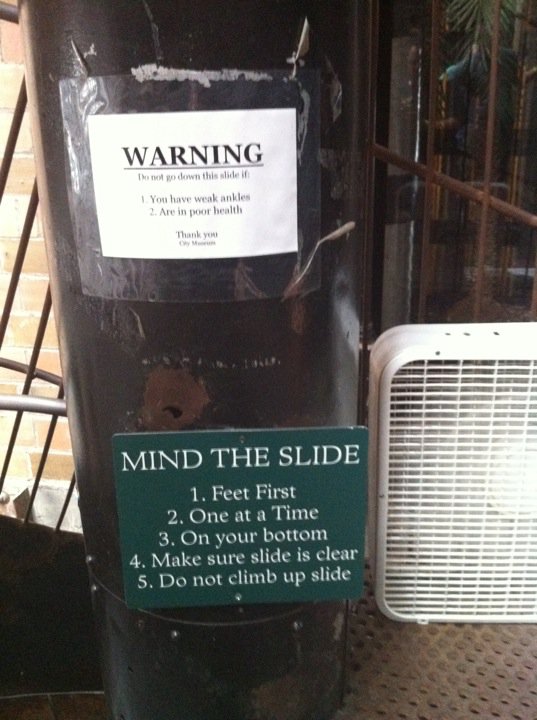 WARNING
Do not go down this slide if:
1. You have weak ankles
2. Are in poor health
Thank you
City Museum
MIND THE SLIDE
1. Feet First
2. One at a Time
3. On your bottom
4. Make sure slide is clear
5. Do not climb up slide